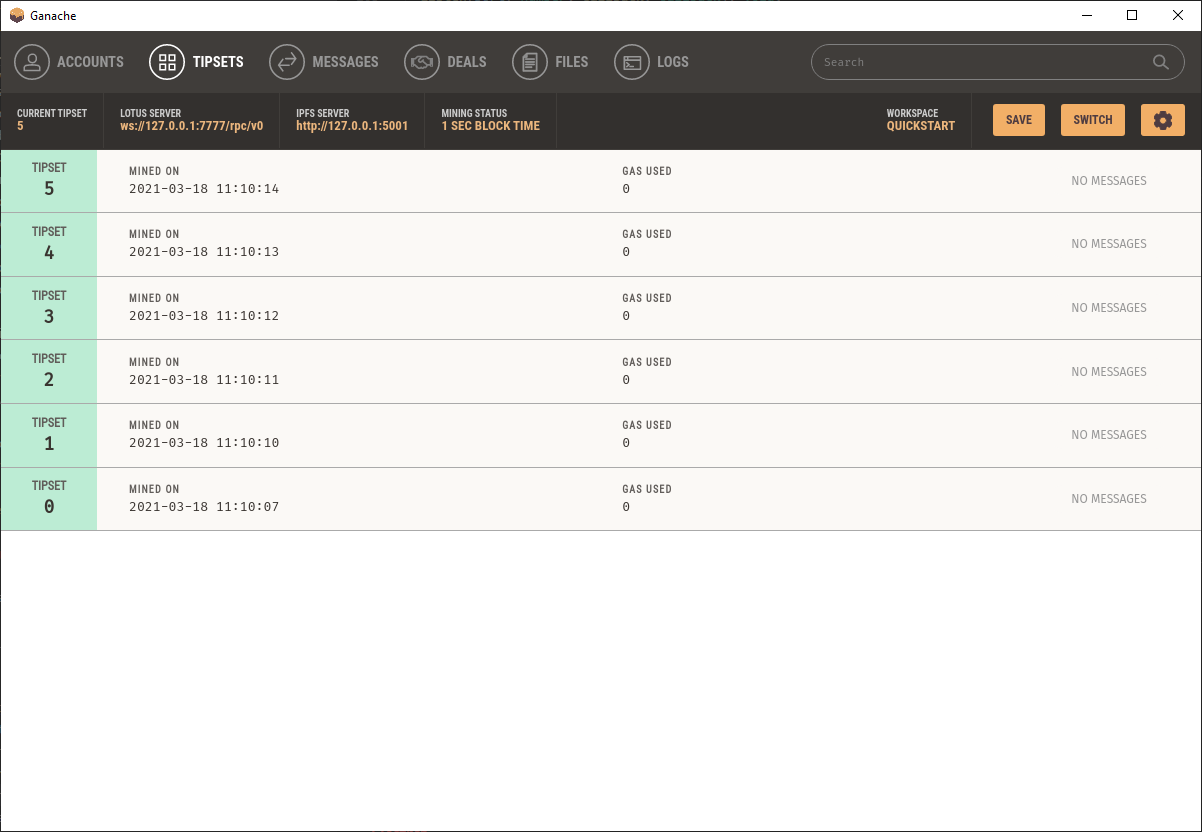 Ganache
ACCOUNTS TIPSETS MESSAGES DEALS FILES LOGS Search
CURRENT TIPSET LOTUS SERVER IPFS SERVER MINING STATUS WORKSPACE
5 ws://127.0.0.1:7777/rpc/v0 http://127.0.0.1:5001 1 SEC BLOCK TIME QUICKSTART SAVE SWITCH
TIPSET MINED ON GAS USED NO MESSAGES
5 2021-03-18 11:10:14 0
TIPSET MINED ON GAS USED NO MESSAGES
4 2021-03-18 11:10:13 0
TIPSET MINED ON GAS USED NO MESSAGES
3 2021-03-18 11:10:12 0
TIPSET MINED ON GAS USED NO MESSAGES
2 2021-03-18 11:10:11 0
TIPSET MINED ON GAS USED NO MESSAGES
1 2021-03-18 11:10:10 0
TIPSET MINED ON GAS USED NO MESSAGES
0 2021-03-18 11:10:07 0